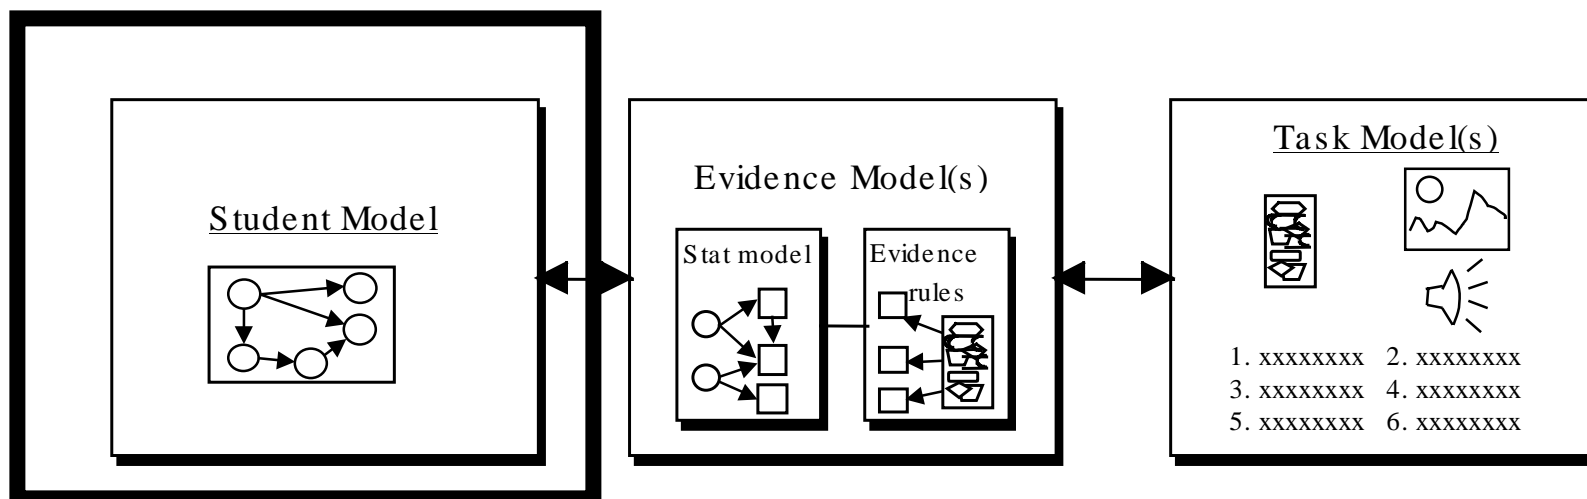 Student Model
Evidence Model(s)
Stat model
Evidence
rules
Task Model(s)
1. xxxxxxxx 2. xxxxxxxx
3. xxxxxxxx 4. xxxxxxxx
5. xxxxxxxx 6. xxxxxxxx